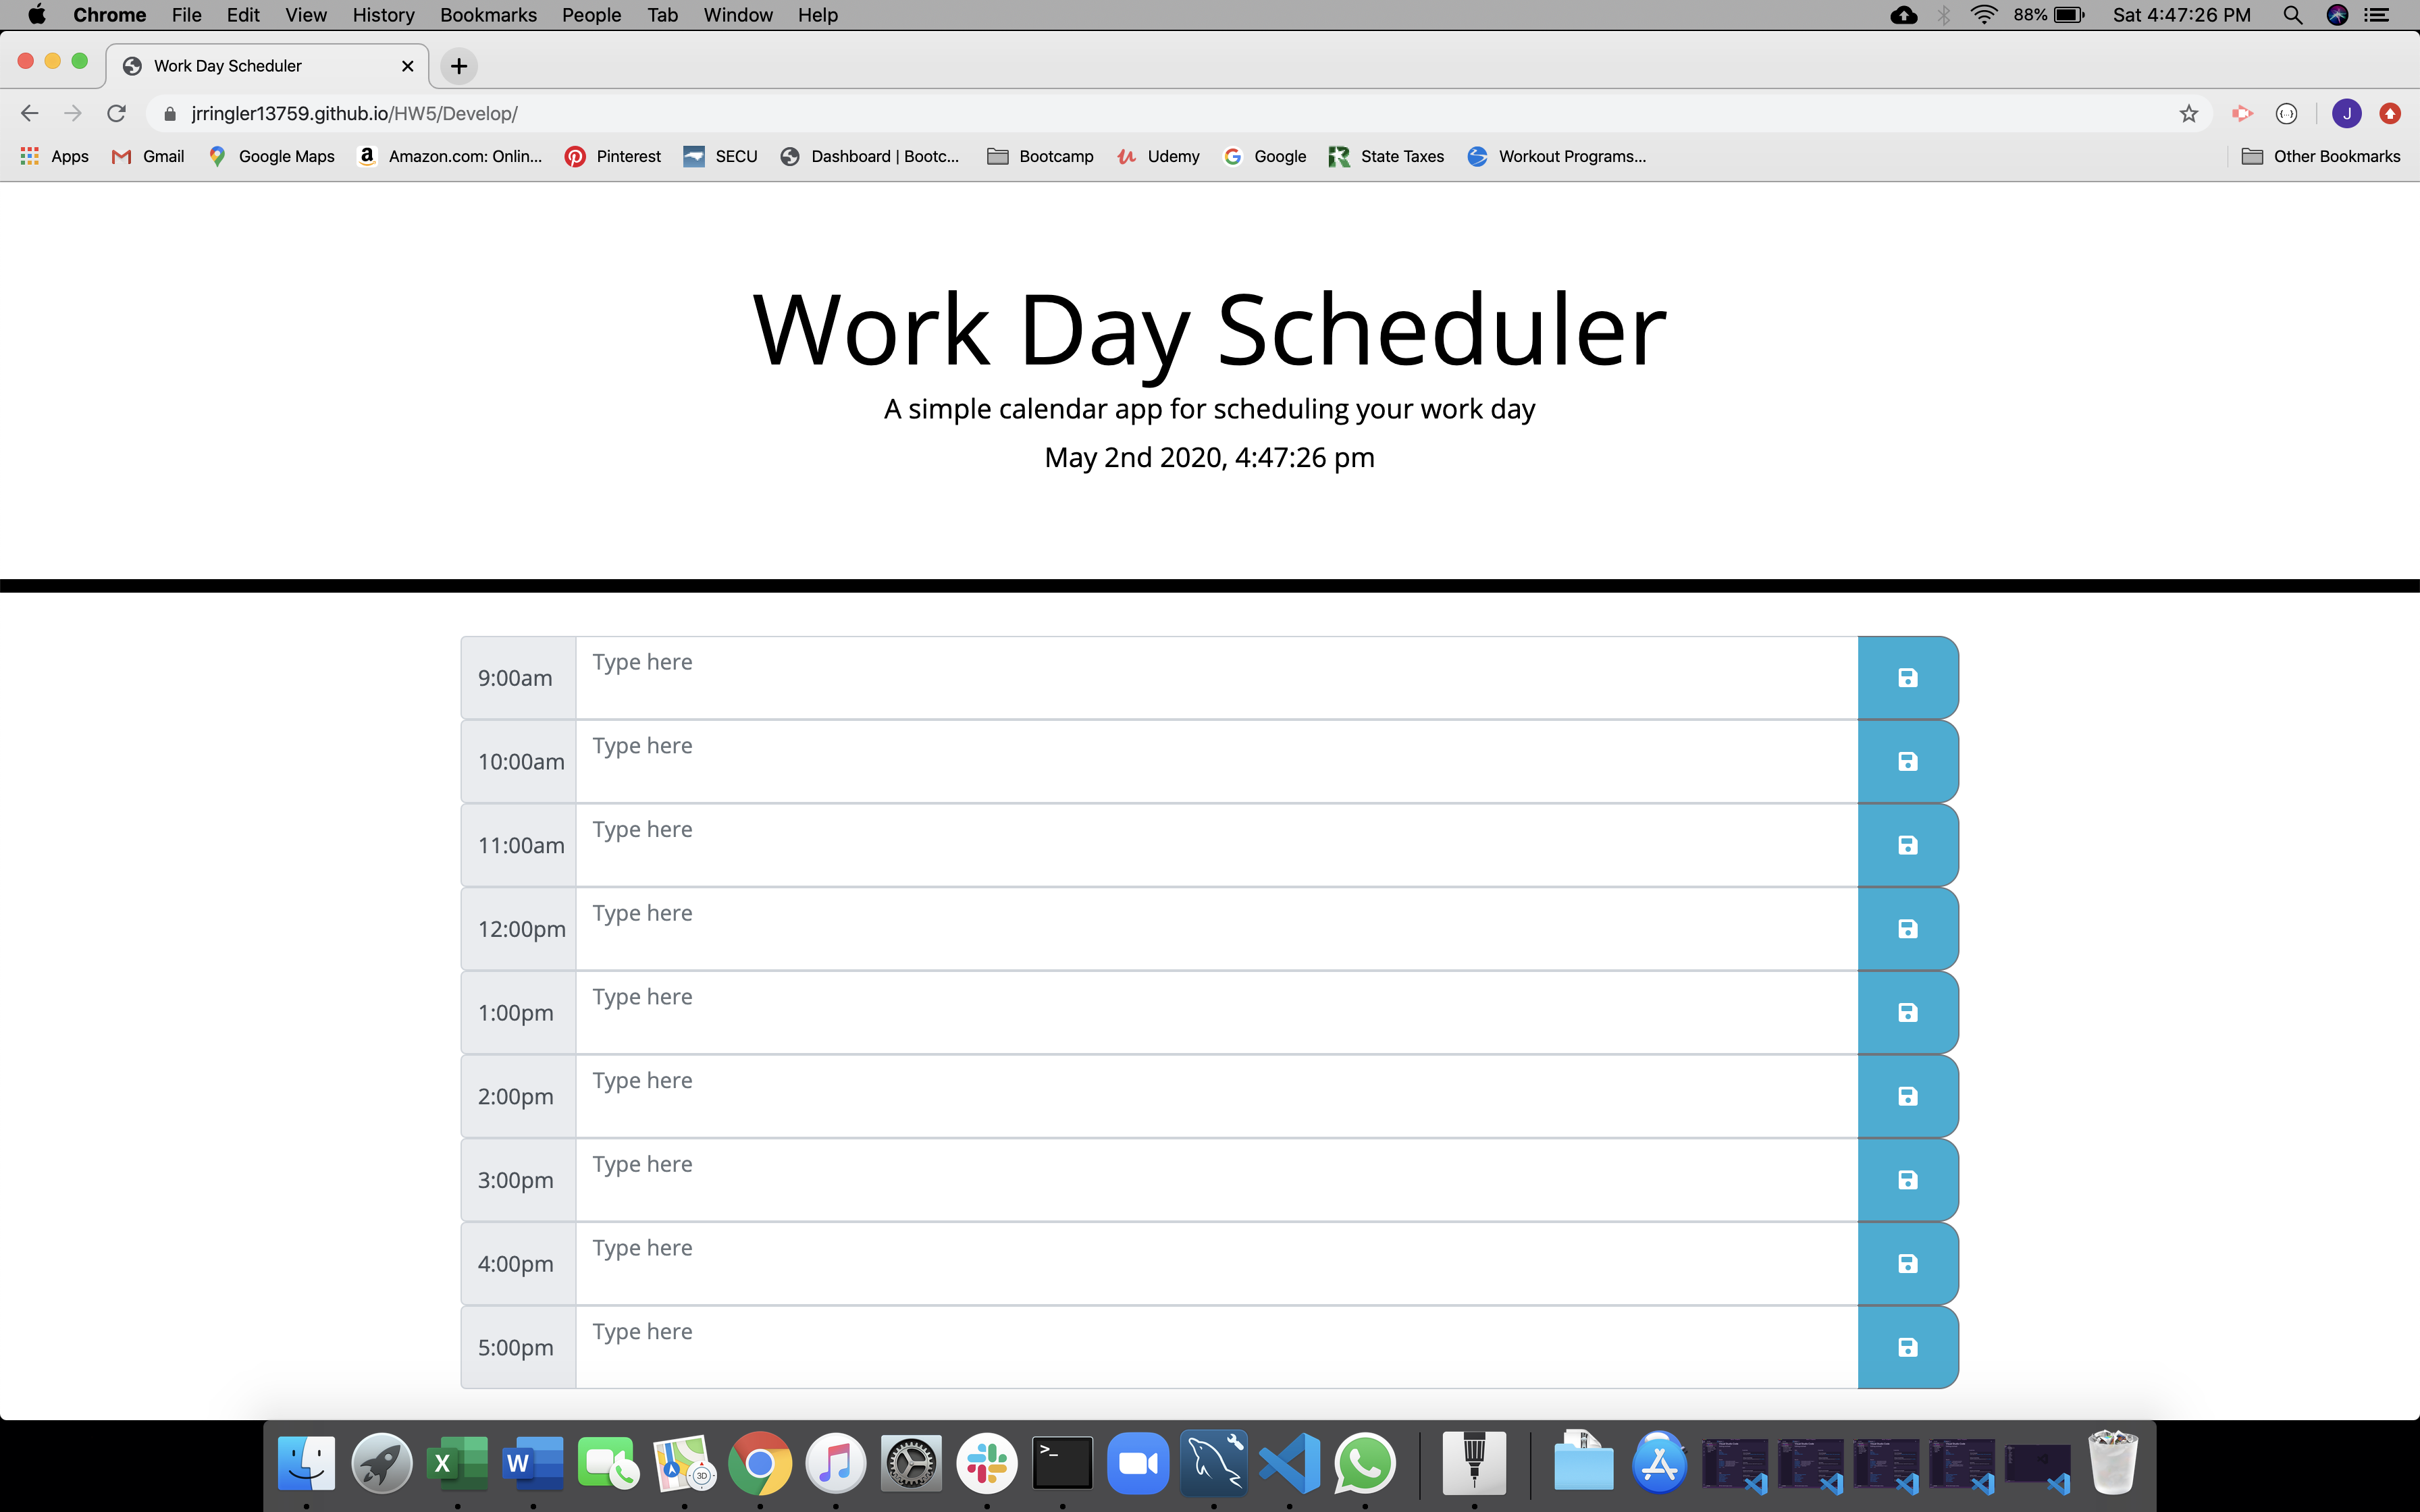 Chrome File Edit View History Bookmarks People Tab Window Help 88% Sat 4:47:26 PM
Work Day Scheduler
jrringler13759.github.io/HW5/Develop/ J
Apps Gmail Google Maps a Amazon.com: Onlin... Pinterest SECU Dashboard | Bootc... Bootcamp Udemy Google State Taxes Workout Programs... Other Bookmarks
Work Day Scheduler
A simple calendar app for scheduling your work day
May 2nd 2020, 4:47:26 pm
9:00am Type here
10:00am Type here
11:00am Type here
12:00pm Type here
1:00pm Type here
2:00pm Type here
3:00pm Type here
4:00pm Type here
5:00pm Type here
X W 3D >_